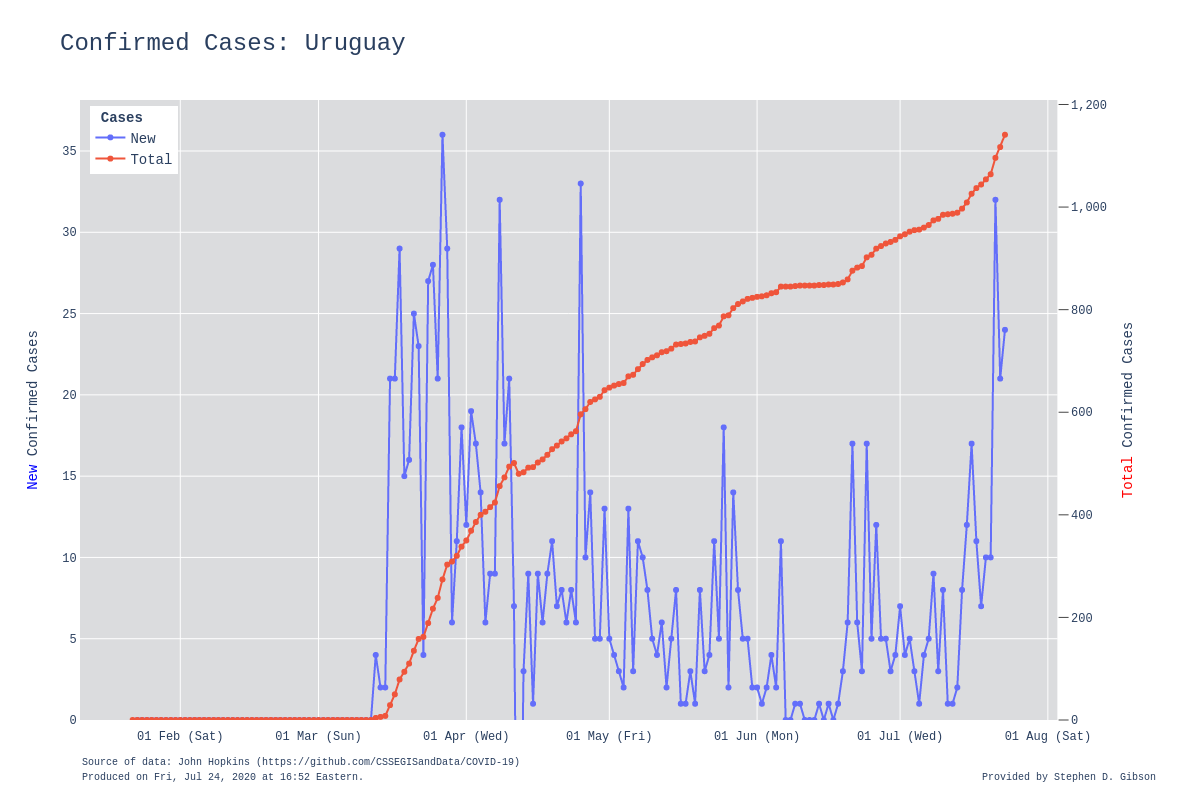 Confirmed Cases: Uruguay
Cases
New
Total
35
30
25
20
15
10
5
0
New Confirmed Cases
1,200
1,000
800
600
400
200
0
Total Confirmed Cases
01 Feb (Sat)
01 Mar (Sun)
01 Apr (Wed)
01 May (Fri)
01 Jun (Mon)
01 Jul (Wed)
01 Aug (Sat)
Source of data: John Hopkins (https://github.com/CSSEGISandData/COVID-19)
Produced on Fri, Jul 24, 2020 at 16:52 Eastern.
Provided by Stephen D. Gibson